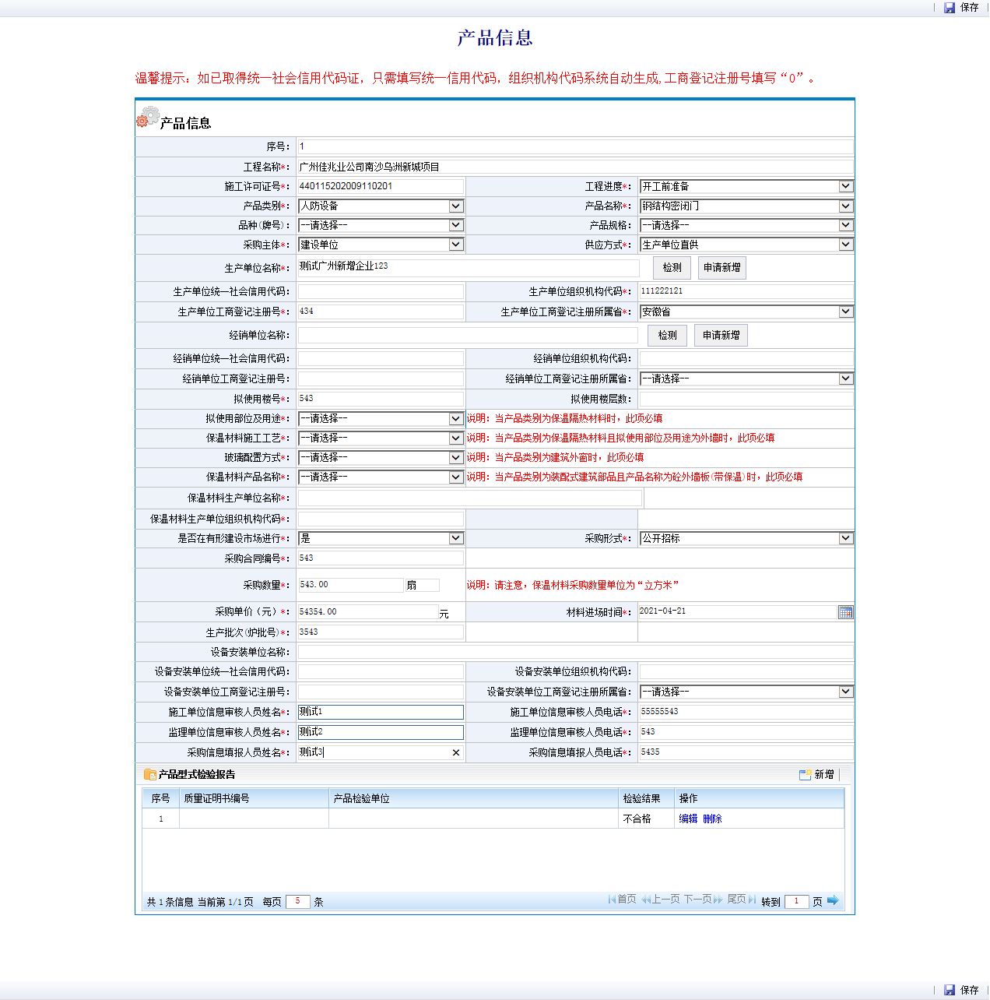 保存
产品信息
温馨提示：如已取得统一社会信用代码证，只需填写统一信用代码，组织机构代码系统自动生成,工商登记注册号填写“0”。
产品信息
序号： 1
工程名称*： 广州佳兆业公司南沙乌洲新城项目
施工许可证号*： 440115202009110201 工程进度*： 开工前准备
产品类别*： 人防设备 产品名称*： 钢结构密闭门
品种(牌号)： --请选择-- 产品规格： --请选择--
采购主体*： 建设单位 供应方式*： 生产单位直供
生产单位名称*： 测试广州新增企业123 检测 申请新增
生产单位统一社会信用代码： 生产单位组织机构代码*： 111222121
生产单位工商登记注册号*： 434 生产单位工商登记注册所属省*： 安徽省
经销单位名称： 检测 申请新增
经销单位统一社会信用代码： 经销单位组织机构代码：
经销单位工商登记注册号： 经销单位工商登记注册所属省： --请选择--
拟使用楼号*： 543 拟使用楼层数：
拟使用部位及用途*： --请选择-- 说明：当产品类别为保温隔热材料时，此项必填
保温材料施工工艺*： --请选择-- 说明：当产品类别为保温隔热材料且拟使用部位及用途为外墙时，此项必填
玻璃配置方式*： --请选择-- 说明：当产品类别为建筑外窗时，此项必填
保温材料产品名称*： --请选择-- 说明：当产品类别为装配式建筑部品且产品名称为砼外墙板(带保温)时，此项必填
保温材料生产单位名称*：
保温材料生产单位组织机构代码*：
是否在有形建设市场进行*： 是 采购形式*： 公开招标
采购合同编号*： 543
采购数量*： 543.00 扇 说明：请注意，保温材料采购数量单位为“立方米”
采购单价（元）*： 54354.00 元 材料进场时间*： 2021-04-21
生产批次(炉批号)*： 3543
设备安装单位名称：
设备安装单位统一社会信用代码： 设备安装单位组织机构代码：
设备安装单位工商登记注册号： 设备安装单位工商登记注册所属省： --请选择--
施工单位信息审核人员姓名*： 测试1 施工单位信息审核人员电话*： 55555543
监理单位信息审核人员姓名*： 测试2 监理单位信息审核人员电话*： 543
采购信息填报人员姓名*： 测试3 ✕ 采购信息填报人员电话*： 5435
产品型式检验报告 新增
序号 质量证明书编号 产品检验单位 检验结果 操作
1 不合格 编辑 删除
共 1 条信息 当前第 1/1 页 每页 5 条 首页 上一页 下一页 尾页 转到 1 页
保存